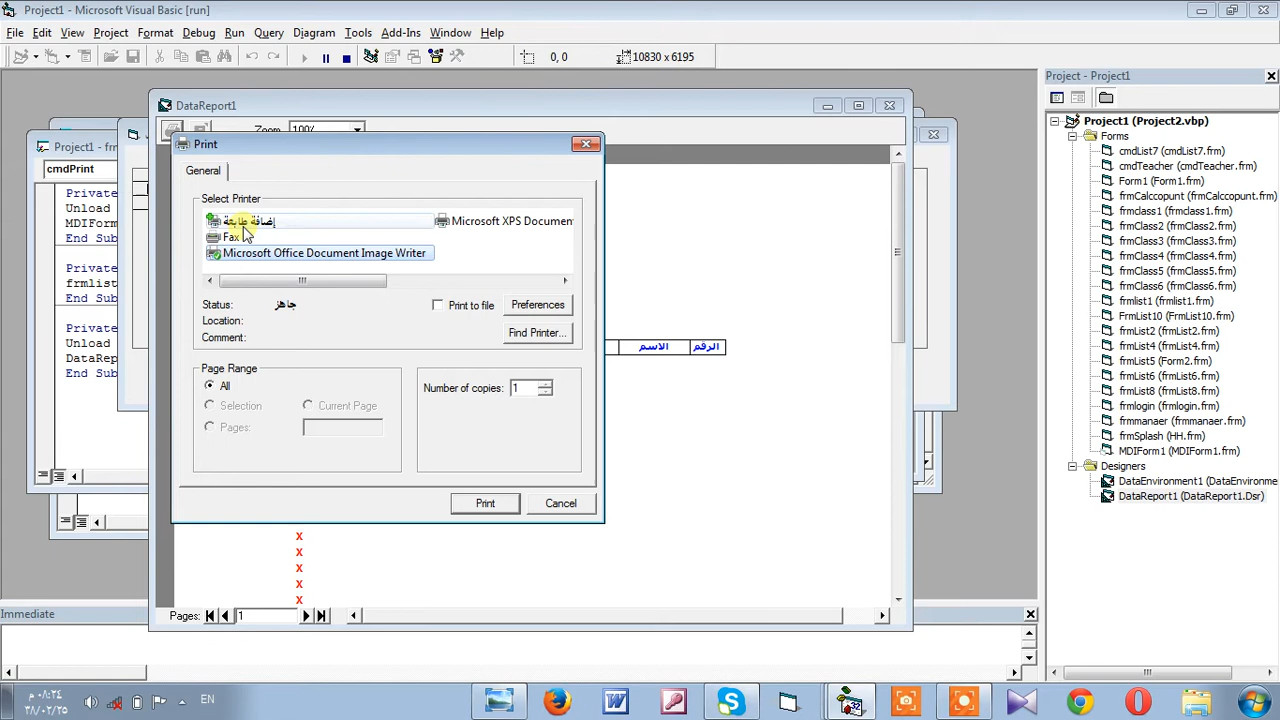 Project1 - Microsoft Visual Basic [run]
File Edit View Project Format Debug Run Query Diagram Tools Add-Ins Window Help
0, 0 10830 x 6195
Project - Project1
Project1 (Project2.vbp)
Forms
cmdList7 (cmdList7.frm)
cmdTeacher (cmdTeacher.frm)
Form1 (Form1.frm)
frmCalccopunt (frmCalccopunt.frm)
frmclass1 (frmclass1.frm)
frmClass2 (frmClass2.frm)
frmClass3 (frmClass3.frm)
frmClass4 (frmClass4.frm)
frmClass5 (frmClass5.frm)
frmClass6 (frmClass6.frm)
frmlist1 (frmlist1.frm)
FrmList10 (frmList10.frm)
frmList2 (frmList2.frm)
frmList4 (frmList4.frm)
frmList5 (Form2.frm)
frmList6 (frmList6.frm)
frmList8 (frmList8.frm)
frmlogin (frmlogin.frm)
frmmanaer (frmmanaer.frm)
frmSplash (HH.frm)
MDIForm1 (MDIForm1.frm)
Designers
DataEnvironment1 (DataEnvironme
DataReport1 (DataReport1.Dsr)
Project1 - fr
cmdPrint
Private
Unload
MDIForm
End Sub
Private
frmlist
End Sub
Private
Unload
DataRep
End Sub
DataReport1
Zoom 100%
الرقم
الاسم
x
x
x
x
x
Pages: 1
Print
General
Select Printer
إضافة طابعة
Microsoft XPS Documen
Fax
Microsoft Office Document Image Writer
Status: جاهز
Location:
Comment:
Print to file
Preferences
Find Printer...
Page Range
All
Selection
Current Page
Pages:
Number of copies: 1
Print
Cancel
Immediate
٠٨:٢٤ م
٣٨/٠٢/٢٥
EN
32